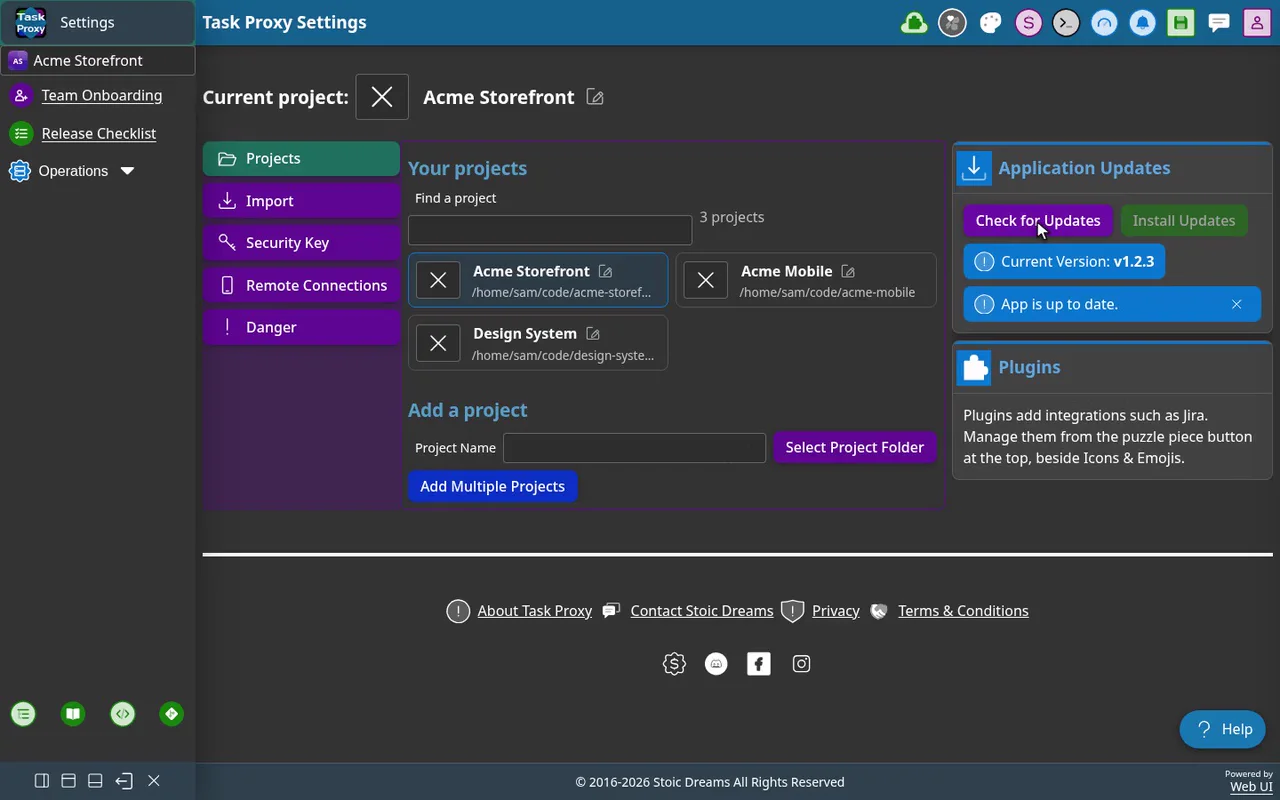 Task Proxy
Settings
Task Proxy Settings
S
AS
Acme Storefront
Team Onboarding
Release Checklist
Operations
Current project:
Acme Storefront
Projects
Import
Security Key
Remote Connections
Danger
Your projects
Find a project
3 projects
Acme Storefront
/home/sam/code/acme-storef...
Acme Mobile
/home/sam/code/acme-mobile
Design System
/home/sam/code/design-syste...
Add a project
Project Name
Select Project Folder
Add Multiple Projects
Application Updates
Check for Updates
Install Updates
Current Version: v1.2.3
App is up to date.
Plugins
Plugins add integrations such as Jira.
Manage them from the puzzle piece button
at the top, beside Icons & Emojis.
About Task Proxy
Contact Stoic Dreams
Privacy
Terms & Conditions
Help
© 2016-2026 Stoic Dreams All Rights Reserved
Powered by
Web UI